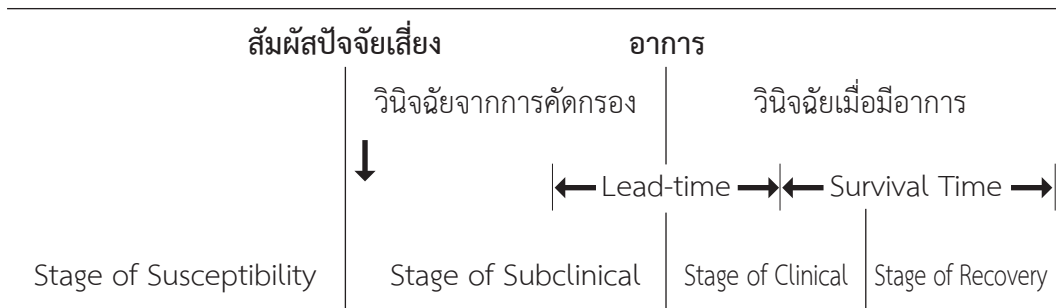 สัมผัสปัจจัยเสี่ยง อาการ
วินิจฉัยจากการคัดกรอง วินิจฉัยเมื่อมีอาการ
Lead-time Survival Time
Stage of Susceptibility Stage of Subclinical Stage of Clinical Stage of Recovery